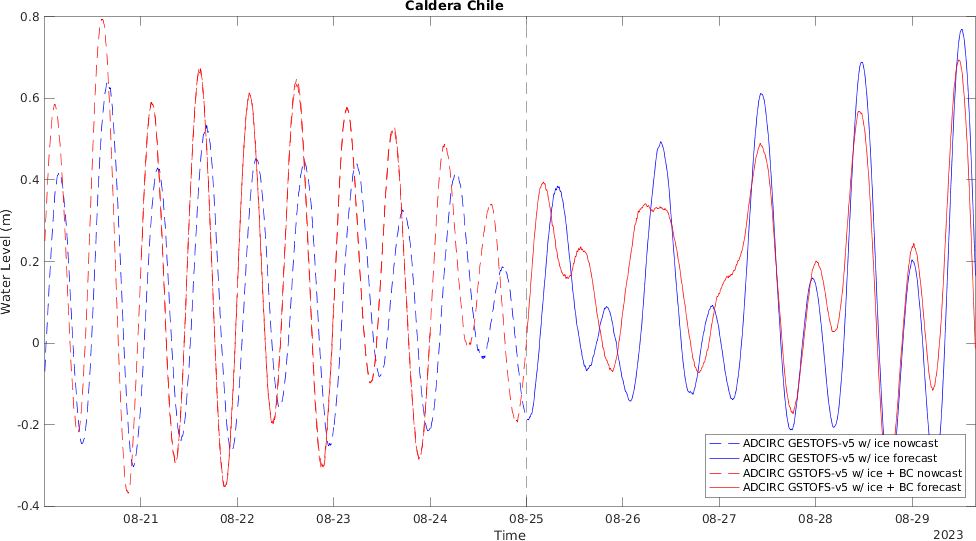 Caldera Chile
Water Level (m)
0.8
0.6
0.4
0.2
0
-0.2
-0.4
ADCIRC GESTOFS-v5 w/ ice nowcast
ADCIRC GESTOFS-v5 w/ ice forecast
ADCIRC GSTOFS-v5 w/ ice + BC nowcast
ADCIRC GSTOFS-v5 w/ ice + BC forecast
08-21 08-22 08-23 08-24 08-25 08-26 08-27 08-28 08-29
Time
2023